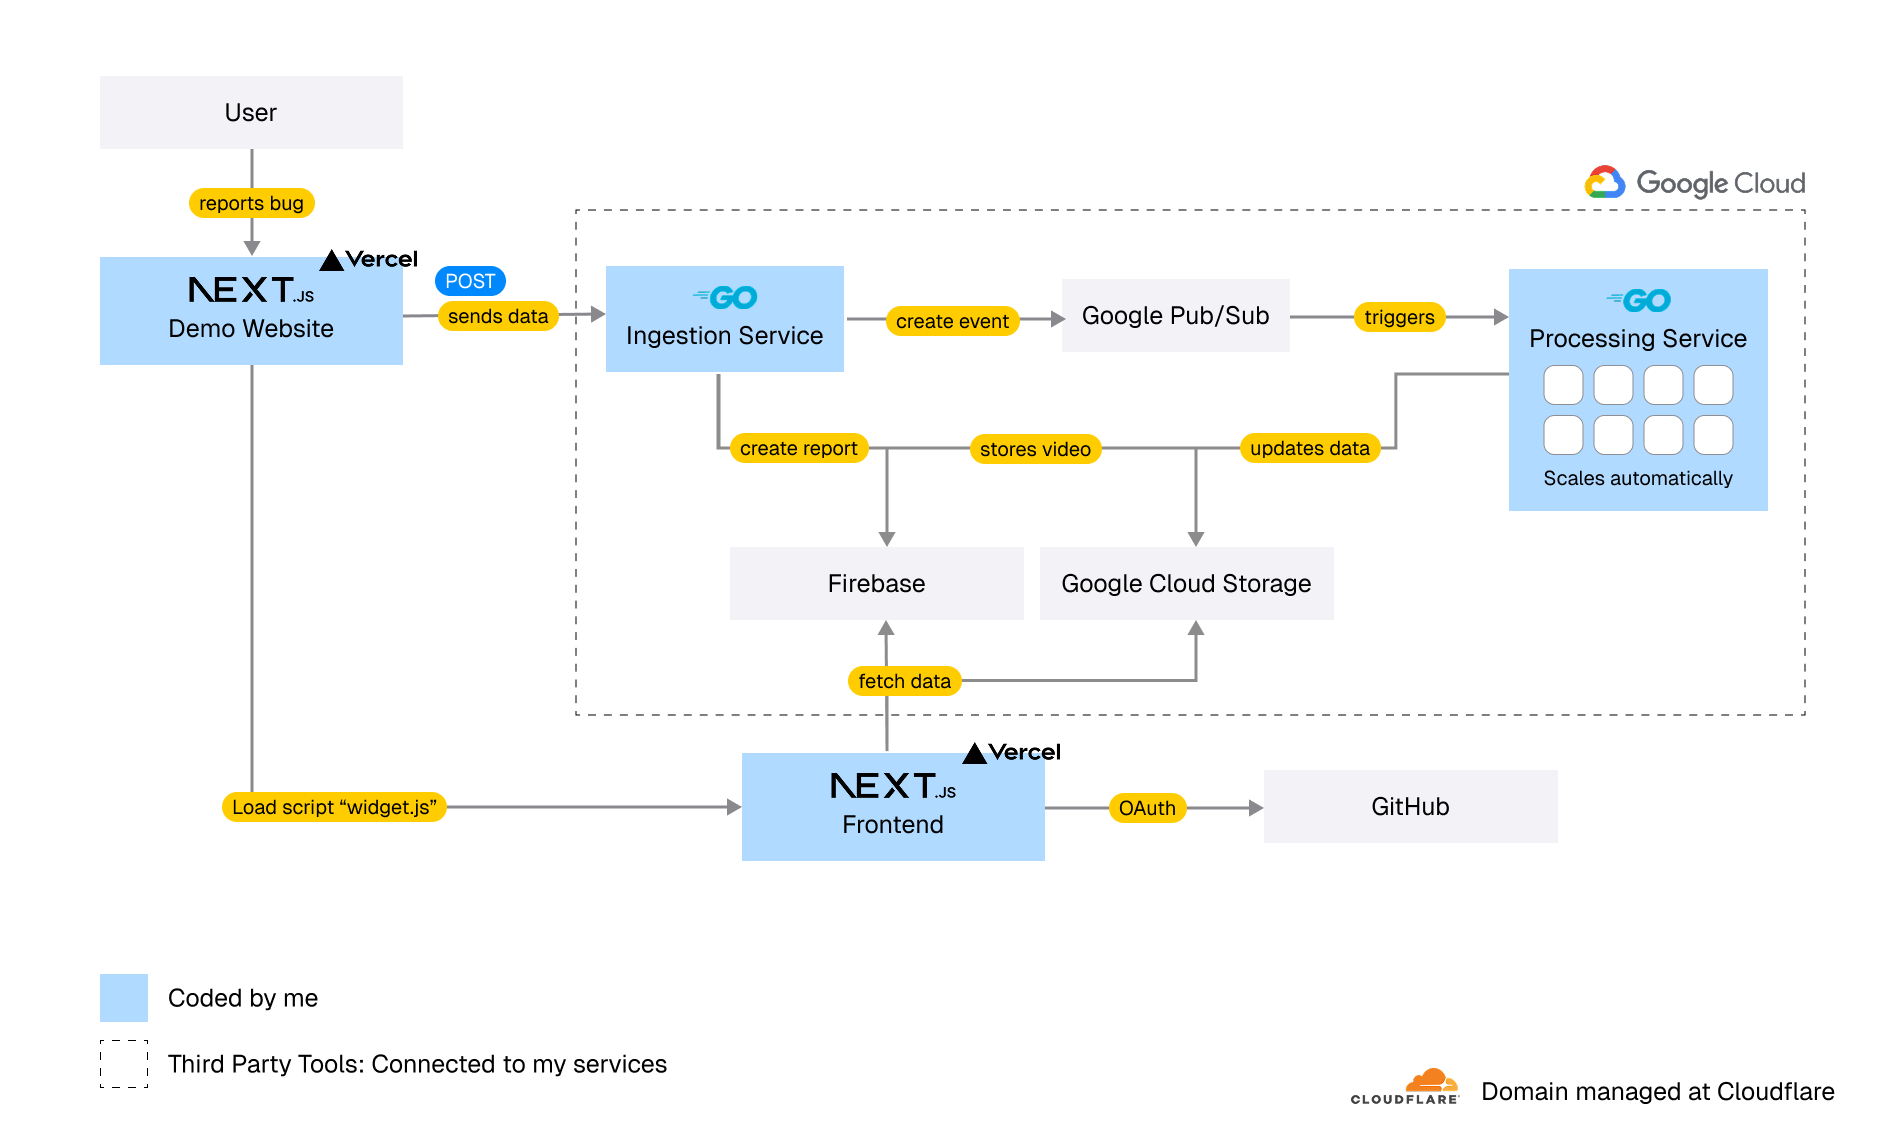 User
reports bug
Google Cloud
Vercel
NEXT.JS
Demo Website
POST
sends data
GO
Ingestion Service
create event
Google Pub/Sub
triggers
GO
Processing Service
Scales automatically
create report
stores video
updates data
Firebase
Google Cloud Storage
fetch data
Vercel
NEXT.JS
Frontend
Load script “widget.js”
OAuth
GitHub
Coded by me
Third Party Tools: Connected to my services
CLOUDFLARE
Domain managed at Cloudflare